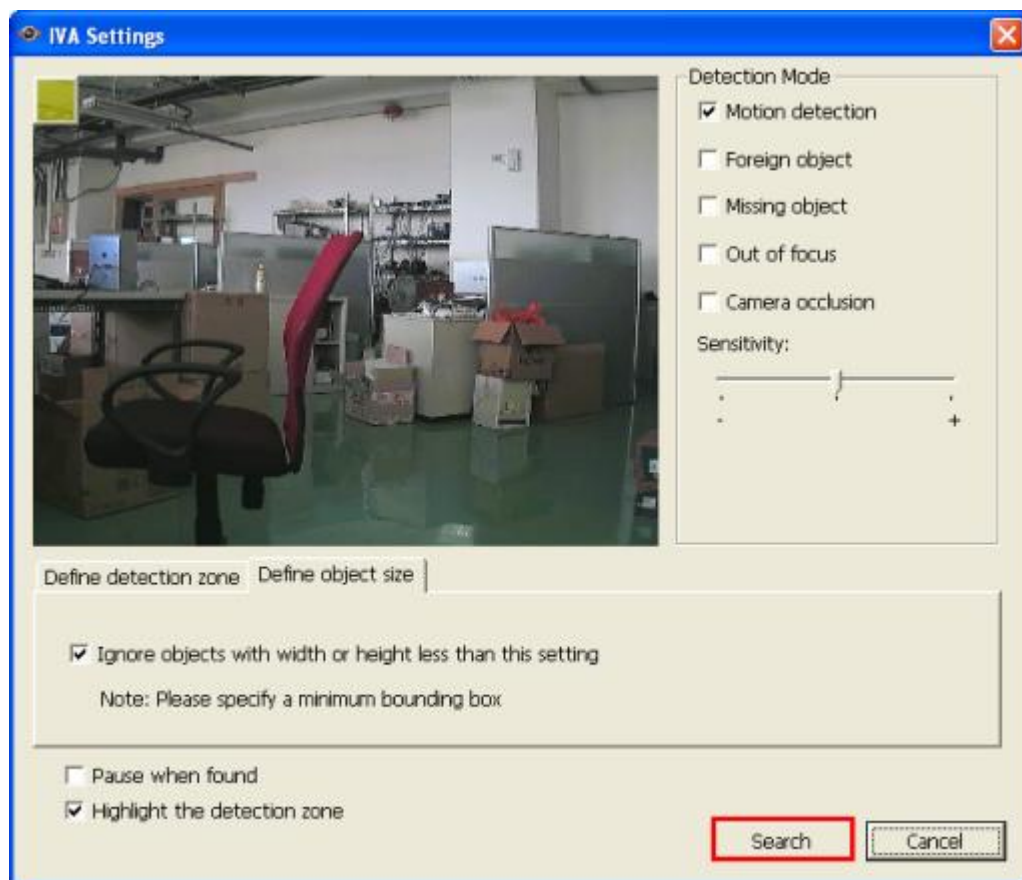 IVA Settings
Detection Mode
Motion detection
Foreign object
Missing object
Out of focus
Camera occlusion
Sensitivity:
- +
Define detection zone Define object size
Ignore objects with width or height less than this setting
Note: Please specify a minimum bounding box
Pause when found
Highlight the detection zone
Search Cancel